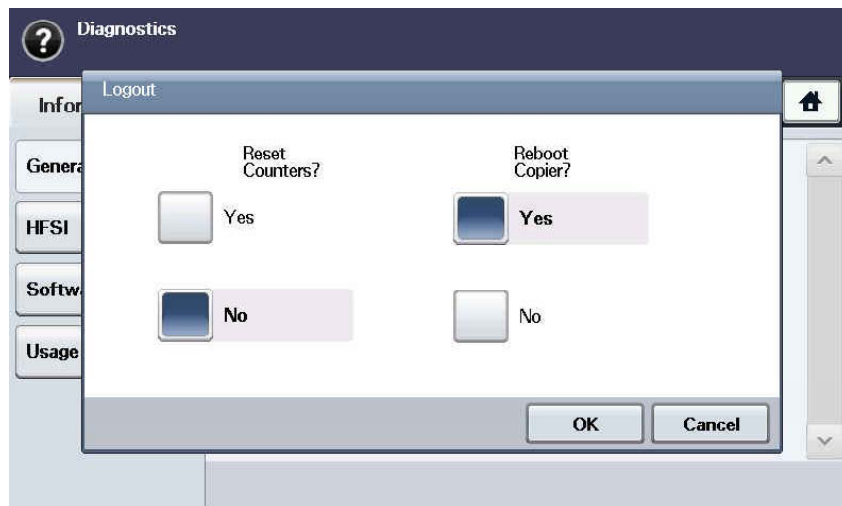 Diagnostics
Logout
Infor
Genera
HFSI
Softw
Usage
Reset
Counters?
Yes
No
Reboot
Copier?
Yes
No
OK
Cancel